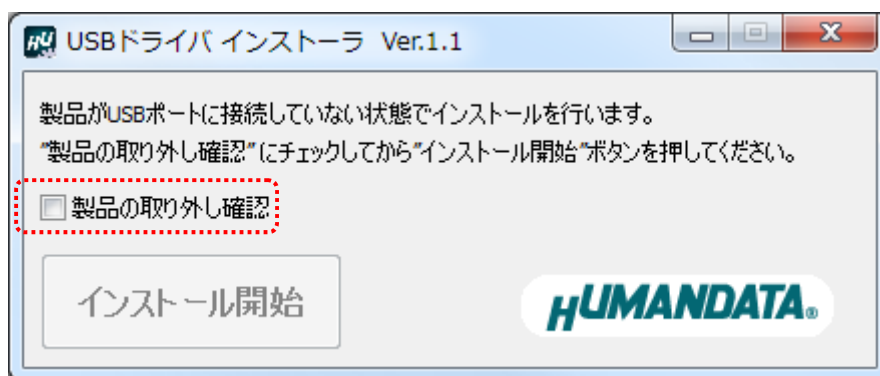 HU USBドライバ インストーラ Ver.1.1
製品がUSBポートに接続していない状態でインストールを行います。
"製品の取り外し確認"にチェックしてから"インストール開始"ボタンを押してください。
製品の取り外し確認
インストール開始
HUMANDATA®